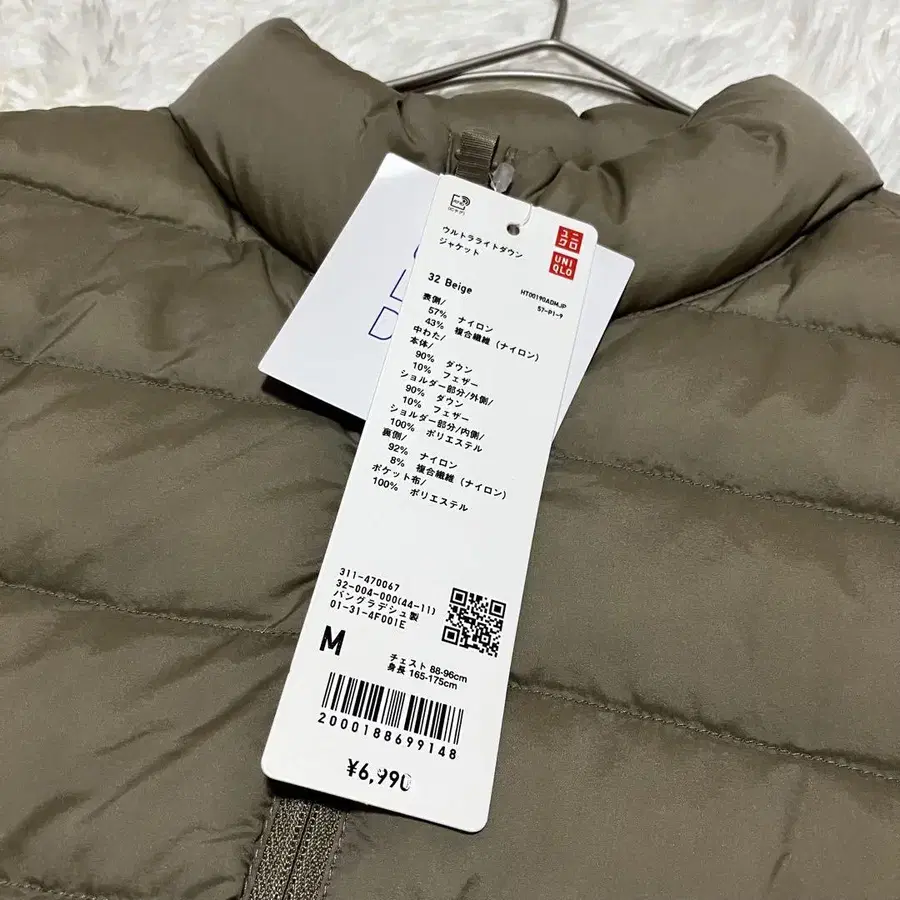 ウルトラライトダウン
ジャケット
ユニ
クロ
UNI
QLO
32 Beige
HT00190ADMJP
57-P1-9
表側/
57% ナイロン
43% 複合繊維 (ナイロン)
中わた/
本体/
90% ダウン
10% フェザー
ショルダー部分/外側/
90% ダウン
10% フェザー
ショルダー部分/内側/
100% ポリエステル
裏側/
92% ナイロン
8% 複合繊維 (ナイロン)
ポケット布/
100% ポリエステル
311-470067
32-004-000(44-11)
バングラデシュ製
01-31-4F001E
M
チェスト 88-96cm
身長 165-175cm
2000188699148
¥6,990